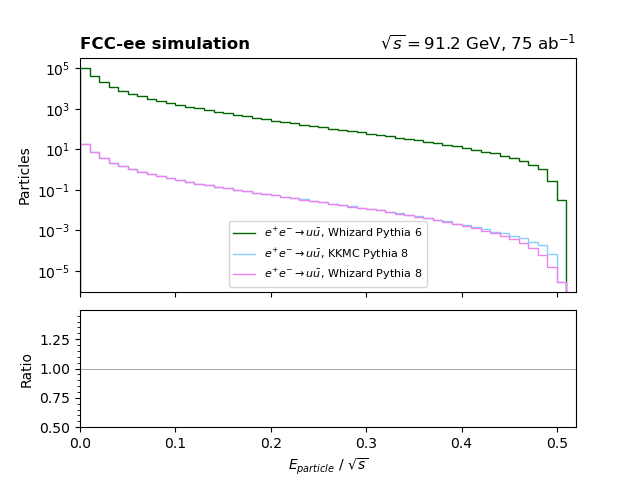 FCC-ee simulation √s = 91.2 GeV, 75 ab⁻¹
10⁵
10³
10¹
10⁻¹
10⁻³
10⁻⁵
Particles
e⁺e⁻ → uū, Whizard Pythia 6
e⁺e⁻ → uū, KKMC Pythia 8
e⁺e⁻ → uū, Whizard Pythia 8
1.25
1.00
0.75
0.50
Ratio
0.0 0.1 0.2 0.3 0.4 0.5
E_particle / √s